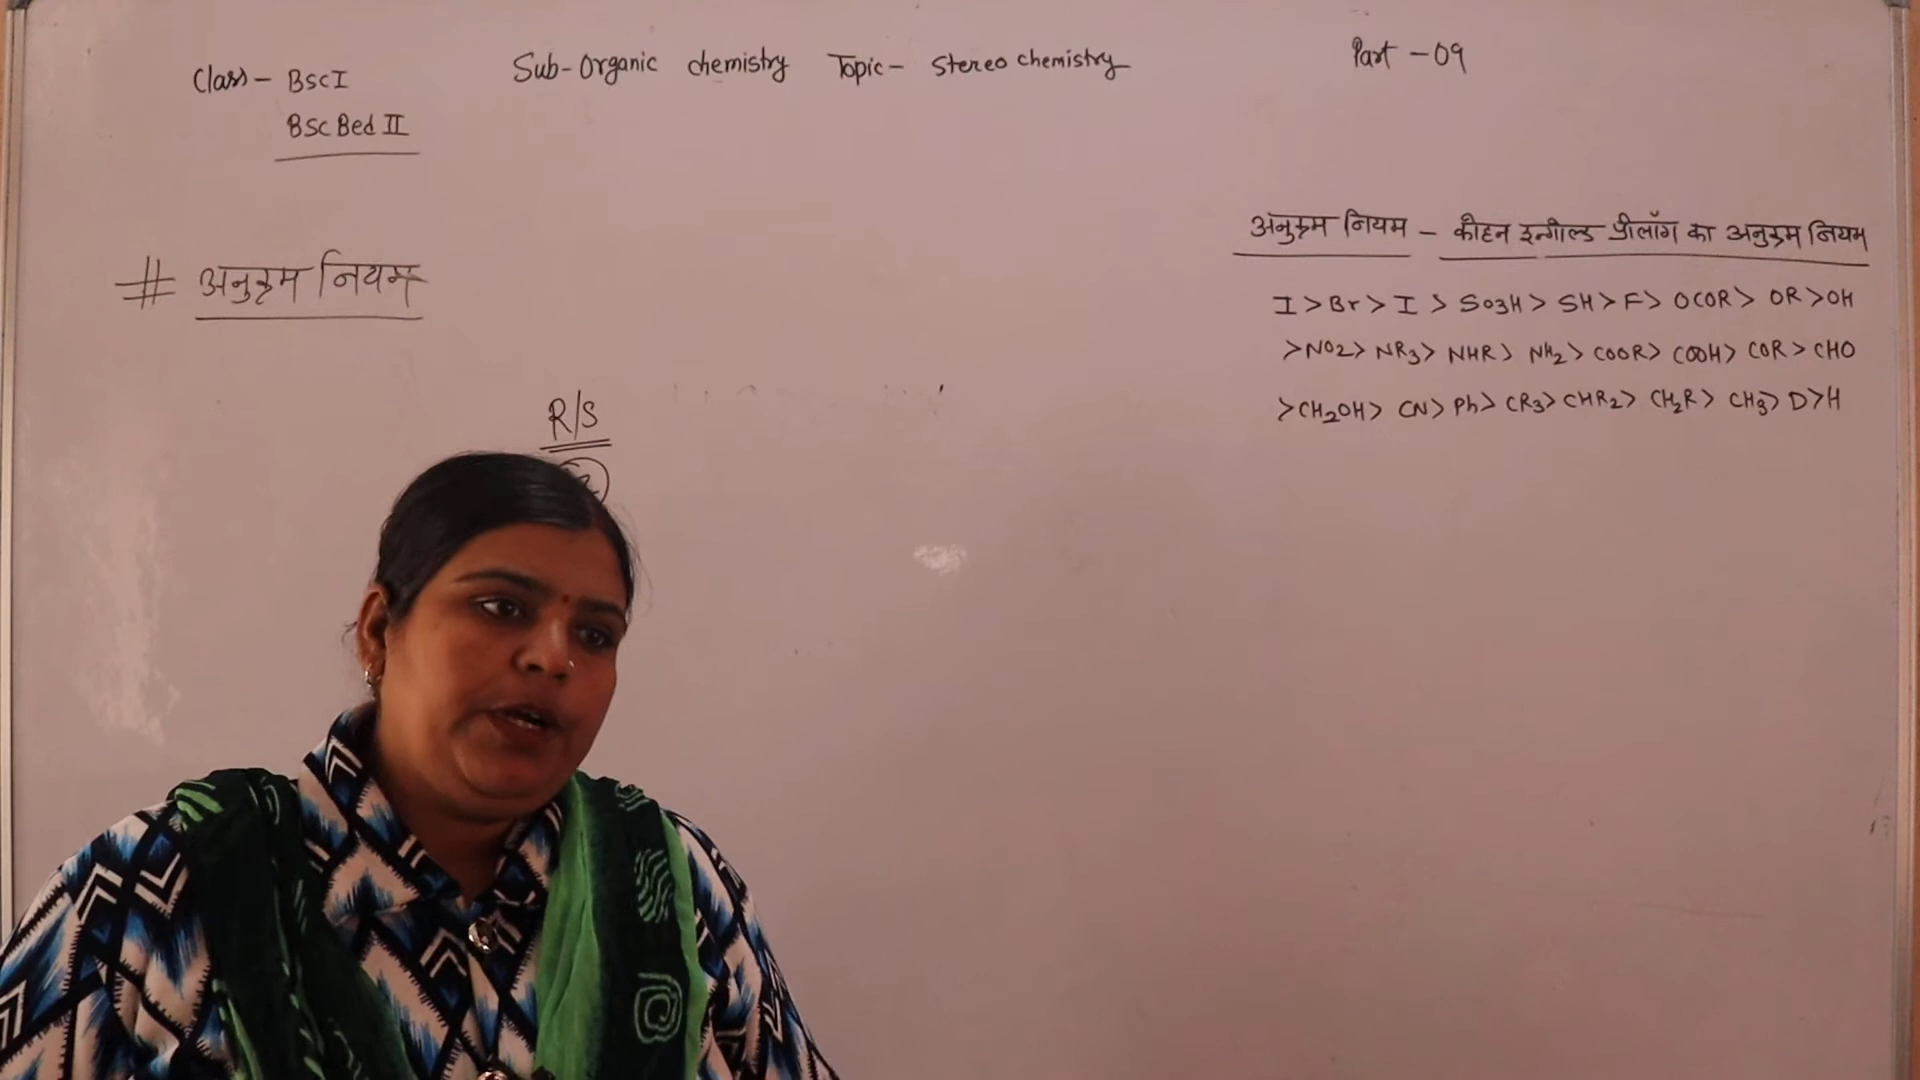 Class - BscI
BSc Bed II
Sub-Organic chemistry Topic - Stereo chemistry
Part - 09
# अनुक्रम नियम
R/S
अनुक्रम नियम - कॉहन इन्गोल्ड प्रीलॉग का अनुक्रम नियम
I > Br > I > SO3H > SH > F > OCOR > OR > OH
> NO2 > NR3 > NHR > NH2 > COOR > COOH > COR > CHO
> CH2OH > CN > Ph > CR3 > CHR2 > CH2R > CH3 > D > H